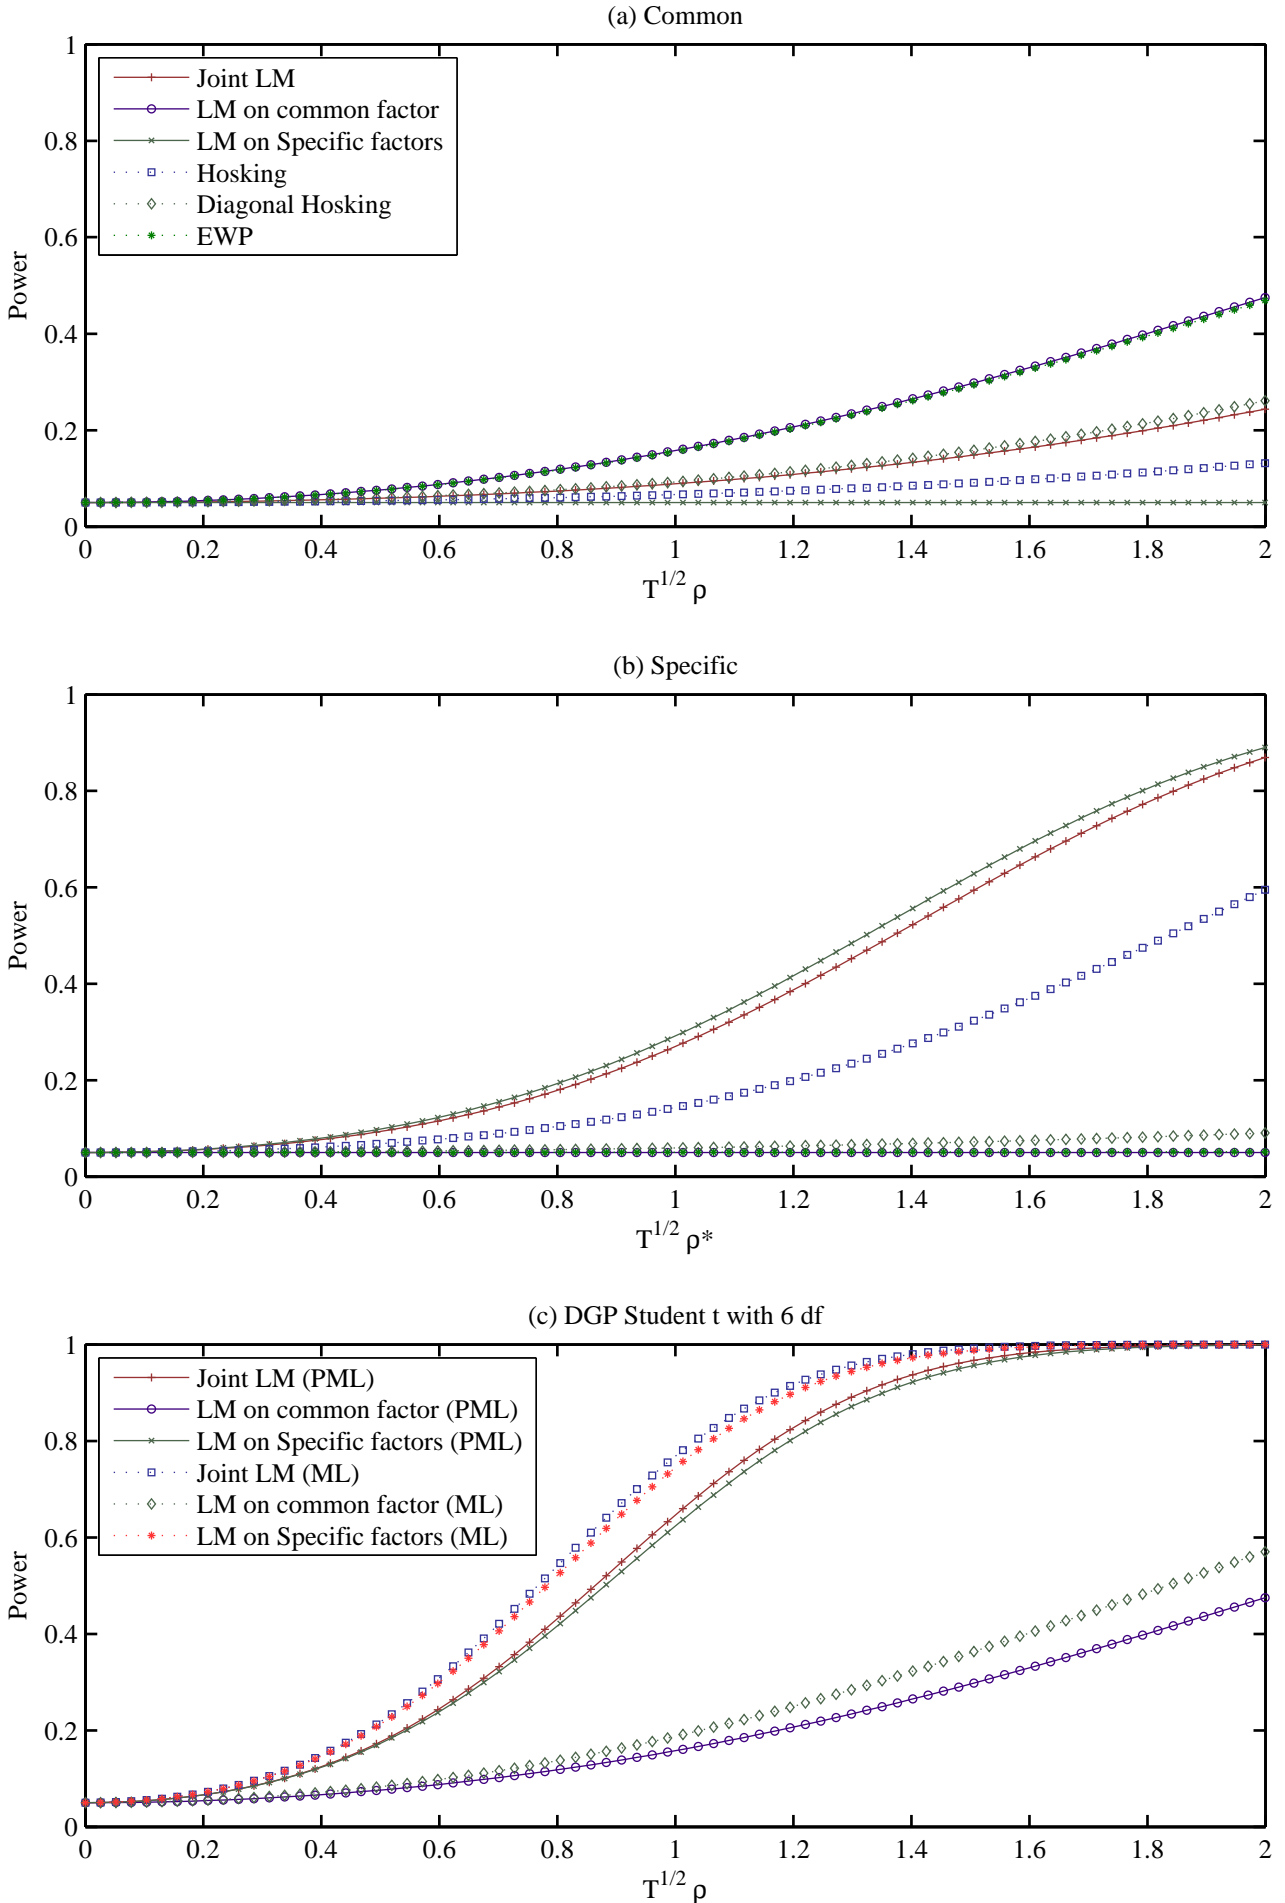 (a) Common
1
0.8
0.6
0.4
0.2
0
Power
Joint LM
LM on common factor
LM on Specific factors
Hosking
Diagonal Hosking
EWP
0 0.2 0.4 0.6 0.8 1 1.2 1.4 1.6 1.8 2
T^{1/2} ρ
(b) Specific
1
0.8
0.6
0.4
0.2
0
Power
0 0.2 0.4 0.6 0.8 1 1.2 1.4 1.6 1.8 2
T^{1/2} ρ*
(c) DGP Student t with 6 df
1
0.8
0.6
0.4
0.2
0
Power
Joint LM (PML)
LM on common factor (PML)
LM on Specific factors (PML)
Joint LM (ML)
LM on common factor (ML)
LM on Specific factors (ML)
0 0.2 0.4 0.6 0.8 1 1.2 1.4 1.6 1.8 2
T^{1/2} ρ